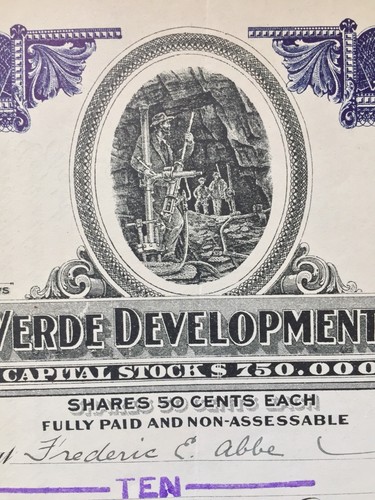 VERDE DEVELOPMENT
CAPITAL STOCK $750.000
SHARES 50 CENTS EACH
FULLY PAID AND NON-ASSESSABLE
Frederic E. Abbe
TEN